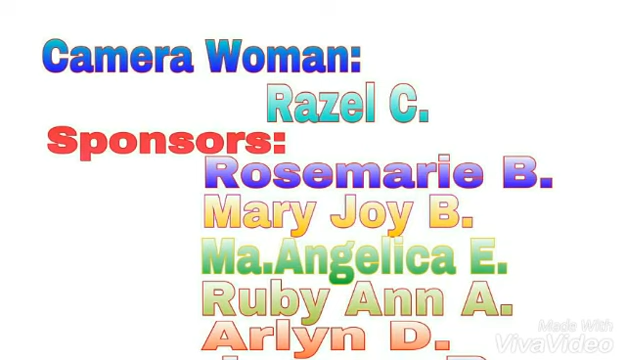 Camera Woman:
Razel C.
Sponsors:
Rosemarie B.
Mary Joy B.
Ma.Angelica E.
Ruby Ann A.
Arlyn D.
Made With
VivaVideo